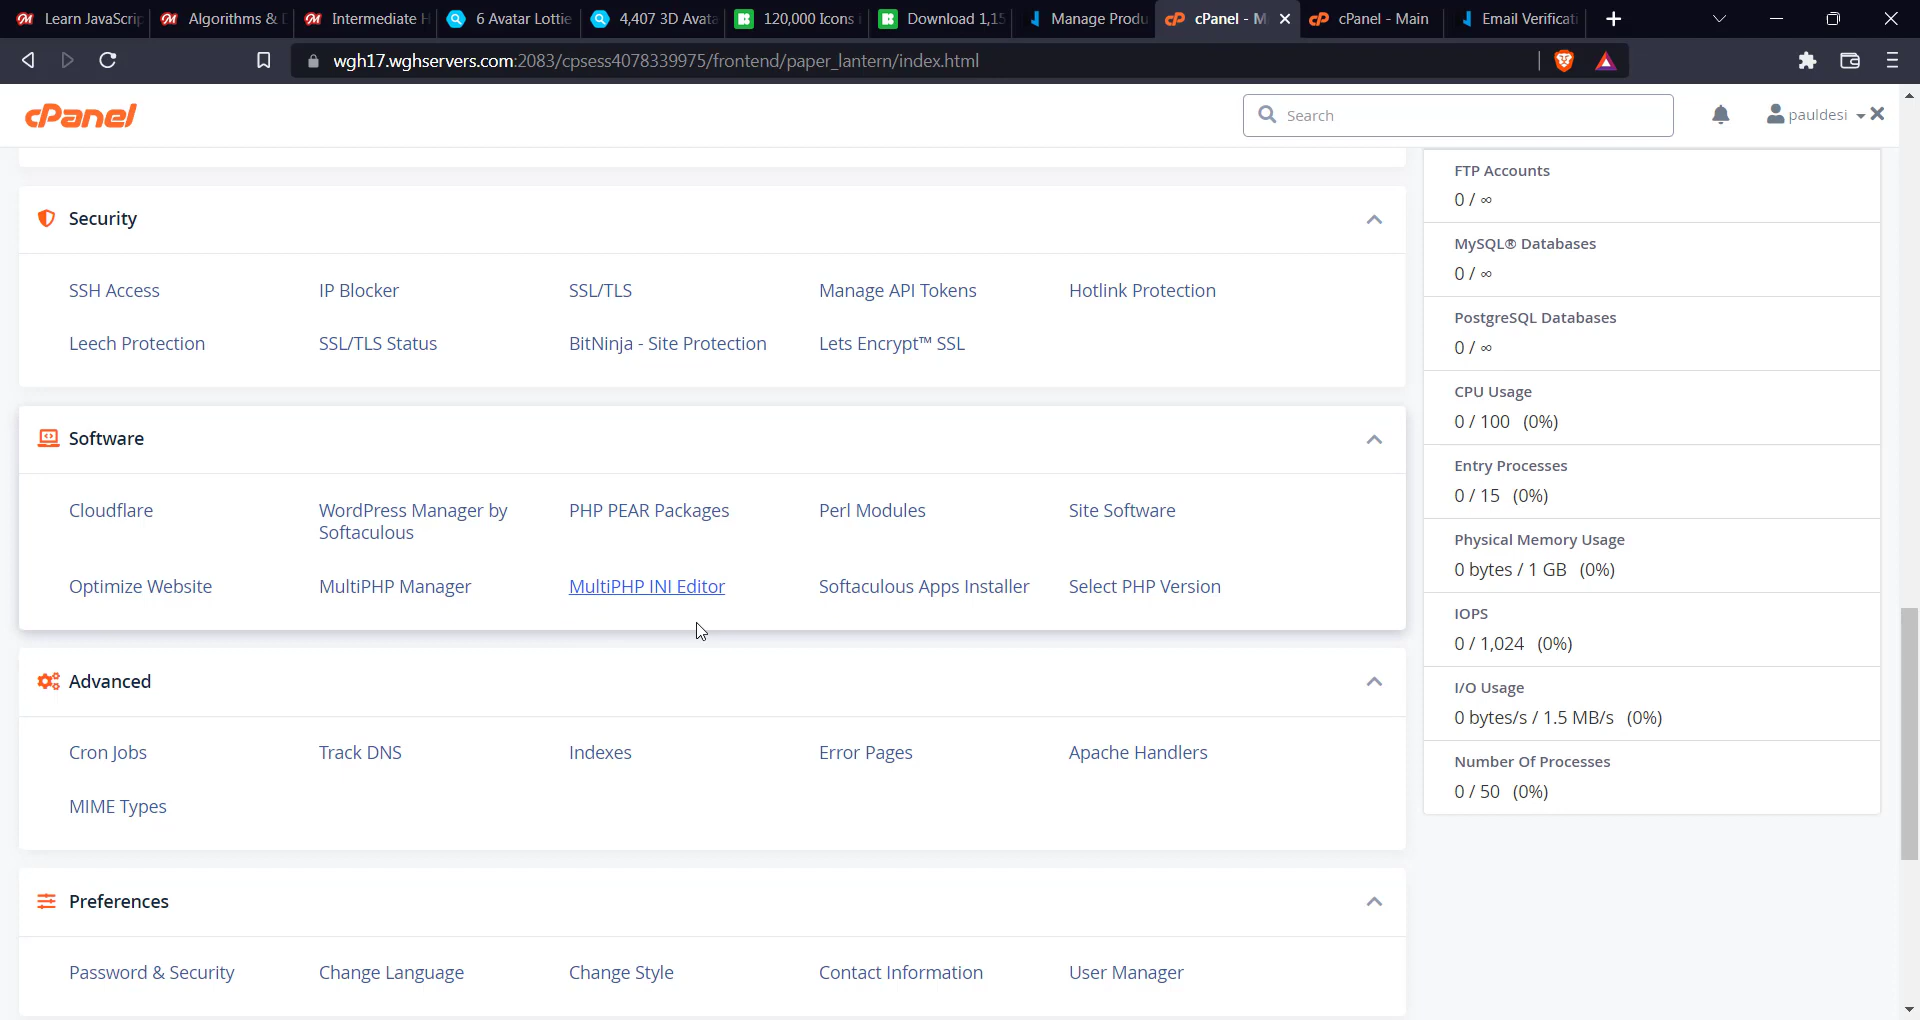 Learn JavaScrip
Algorithms & D
Intermediate H
6 Avatar Lottie
4,407 3D Avata
120,000 Icons
Download 1,15
Manage Produ
cPanel - M
cPanel - Main
Email Verificati
wgh17.wghservers.com:2083/cpsess4078339975/frontend/paper_lantern/index.html
cPanel
Search
pauldesi
Security
SSH Access
IP Blocker
SSL/TLS
Manage API Tokens
Hotlink Protection
Leech Protection
SSL/TLS Status
BitNinja - Site Protection
Lets Encrypt™ SSL
Software
Cloudflare
WordPress Manager by
Softaculous
PHP PEAR Packages
Perl Modules
Site Software
Optimize Website
MultiPHP Manager
MultiPHP INI Editor
Softaculous Apps Installer
Select PHP Version
Advanced
Cron Jobs
Track DNS
Indexes
Error Pages
Apache Handlers
MIME Types
Preferences
Password & Security
Change Language
Change Style
Contact Information
User Manager
FTP Accounts
0 / ∞
MySQL® Databases
0 / ∞
PostgreSQL Databases
0 / ∞
CPU Usage
0 / 100 (0%)
Entry Processes
0 / 15 (0%)
Physical Memory Usage
0 bytes / 1 GB (0%)
IOPS
0 / 1,024 (0%)
I/O Usage
0 bytes/s / 1.5 MB/s (0%)
Number Of Processes
0 / 50 (0%)